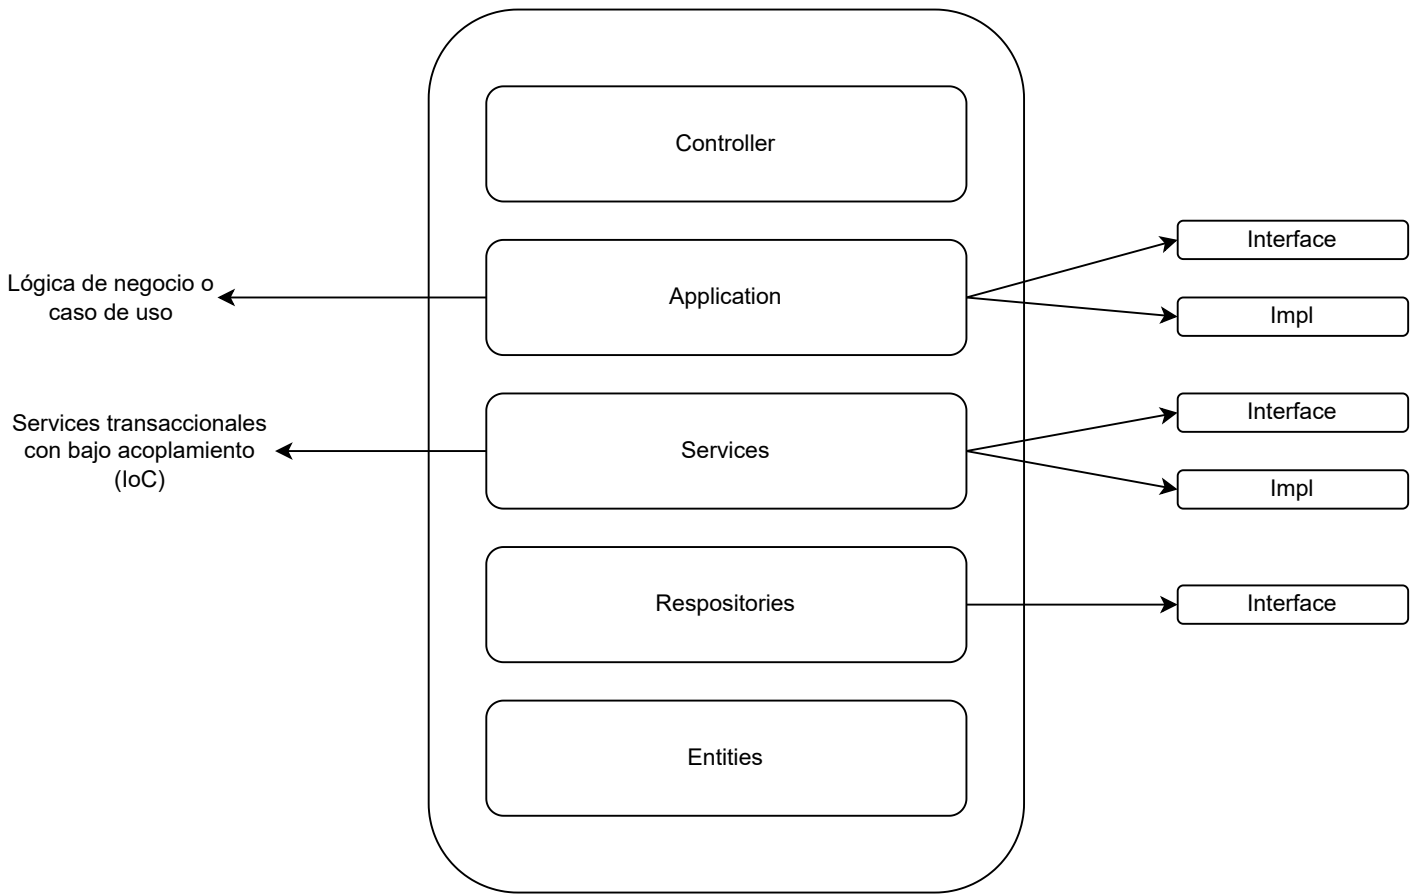 Controller
Interface
Lógica de negocio o
caso de uso
Application
Impl
Interface
Services transaccionales
con bajo acoplamiento
(IoC)
Services
Impl
Respositories
Interface
Entities